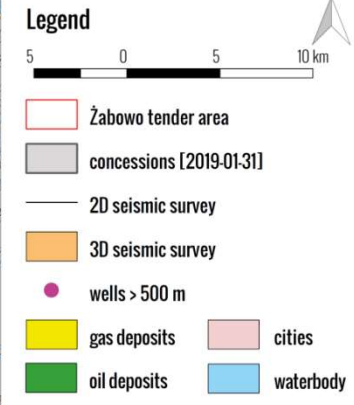 Legend
5 0 5 10 km
Żabowo tender area
concessions [2019-01-31]
2D seismic survey
3D seismic survey
wells > 500 m
gas deposits cities
oil deposits waterbody